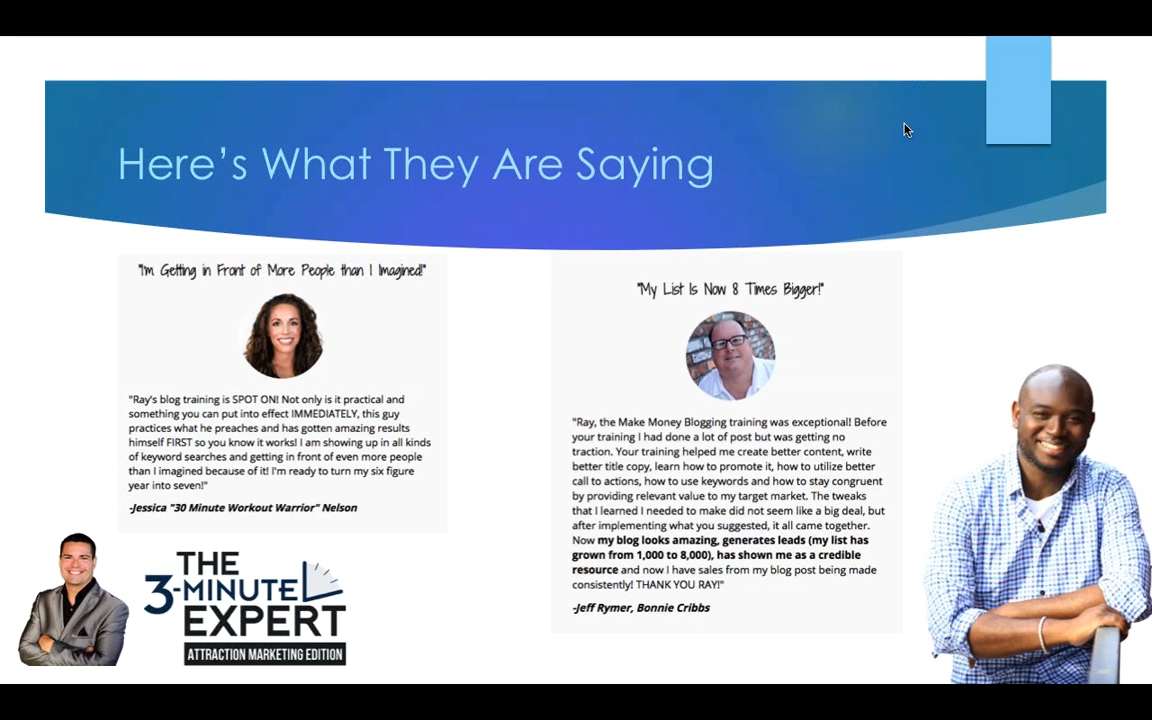 Here's What They Are Saying
"I'm Getting in Front of More People than I Imagined!"
"Ray's blog training is SPOT ON! Not only is it practical and
something you can put into effect IMMEDIATELY, this guy
practices what he preaches and has gotten amazing results
himself FIRST so you know it works! I am showing up in all kinds
of keyword searches and getting in front of even more people
than I imagined because of it! I'm ready to turn my six figure
year into seven!"
-Jessica "30 Minute Workout Warrior" Nelson
"My List Is Now 8 Times Bigger!"
"Ray, the Make Money Blogging training was exceptional! Before
your training I had done a lot of post but was getting no
traction. Your training helped me create better content, write
better title copy, learn how to promote it, how to utilize better
call to actions, how to use keywords and how to stay congruent
by providing relevant value to my target market. The tweaks
that I learned I needed to make did not seem like a big deal, but
after implementing what you suggested, it all came together.
Now my blog looks amazing, generates leads (my list has
grown from 1,000 to 8,000), has shown me as a credible
resource and now I have sales from my blog post being made
consistently! THANK YOU RAY!"
-Jeff Rymer, Bonnie Cribbs
THE
3-MINUTE
EXPERT
ATTRACTION MARKETING EDITION